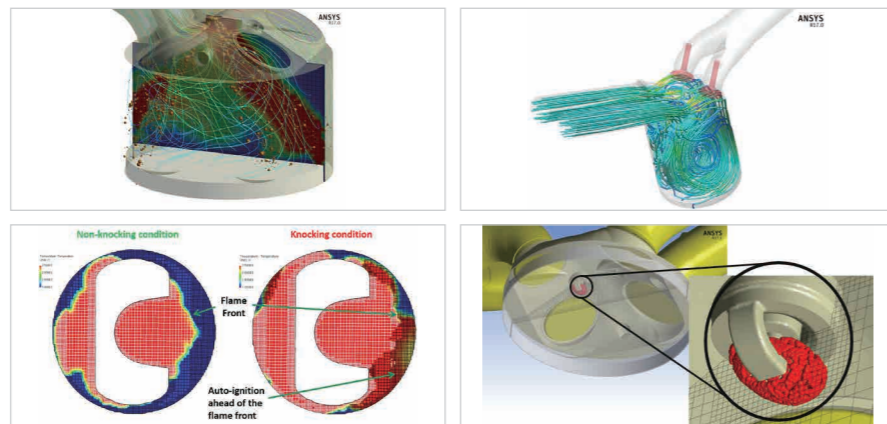 ANSYS
R17.0
ANSYS
R17.0
Non-knocking condition
Knocking condition
Flame
Front
Auto-ignition
ahead of the
flame front
ANSYS